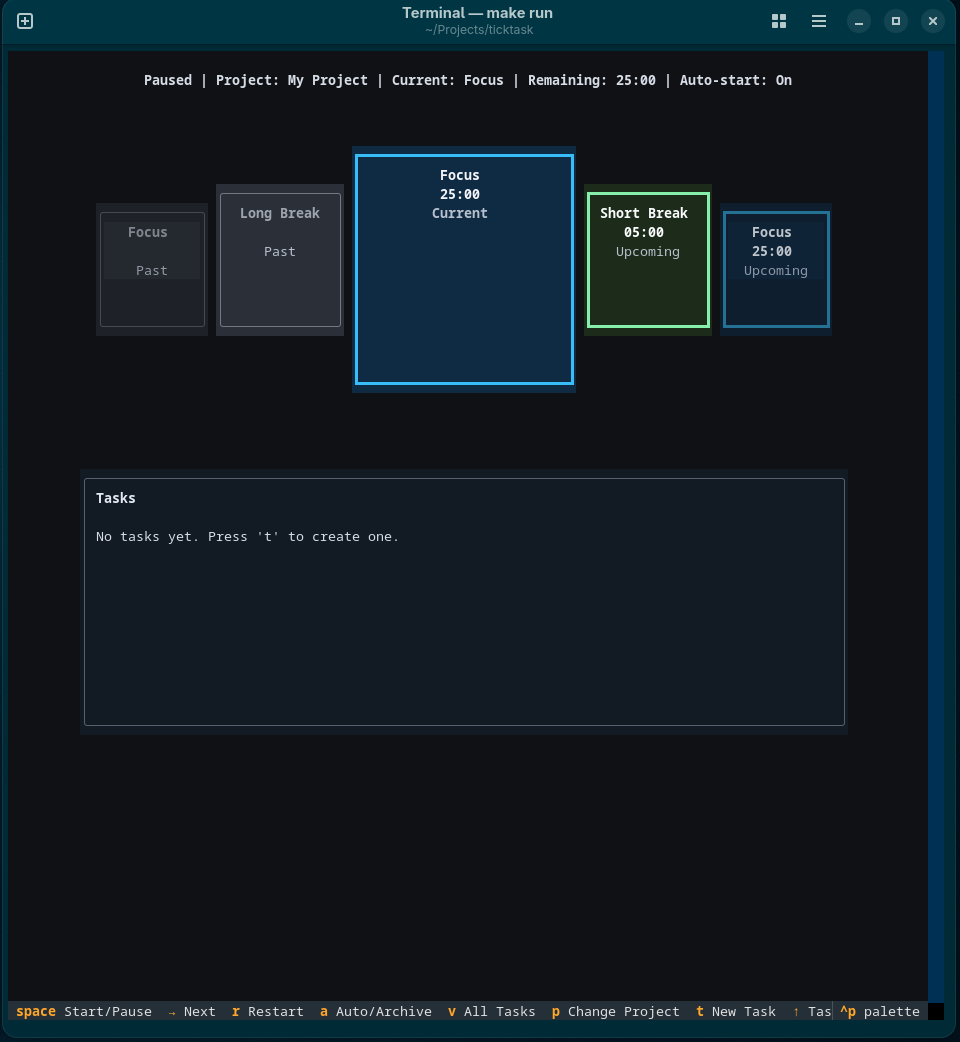 Terminal — make run
~/Projects/ticktask
Paused | Project: My Project | Current: Focus | Remaining: 25:00 | Auto-start: On
Focus
Past
Long Break
Past
Focus
25:00
Current
Short Break
05:00
Upcoming
Focus
25:00
Upcoming
Tasks
No tasks yet. Press 't' to create one.
space Start/Pause → Next r Restart a Auto/Archive v All Tasks p Change Project t New Task ↑ Tas ^p palette